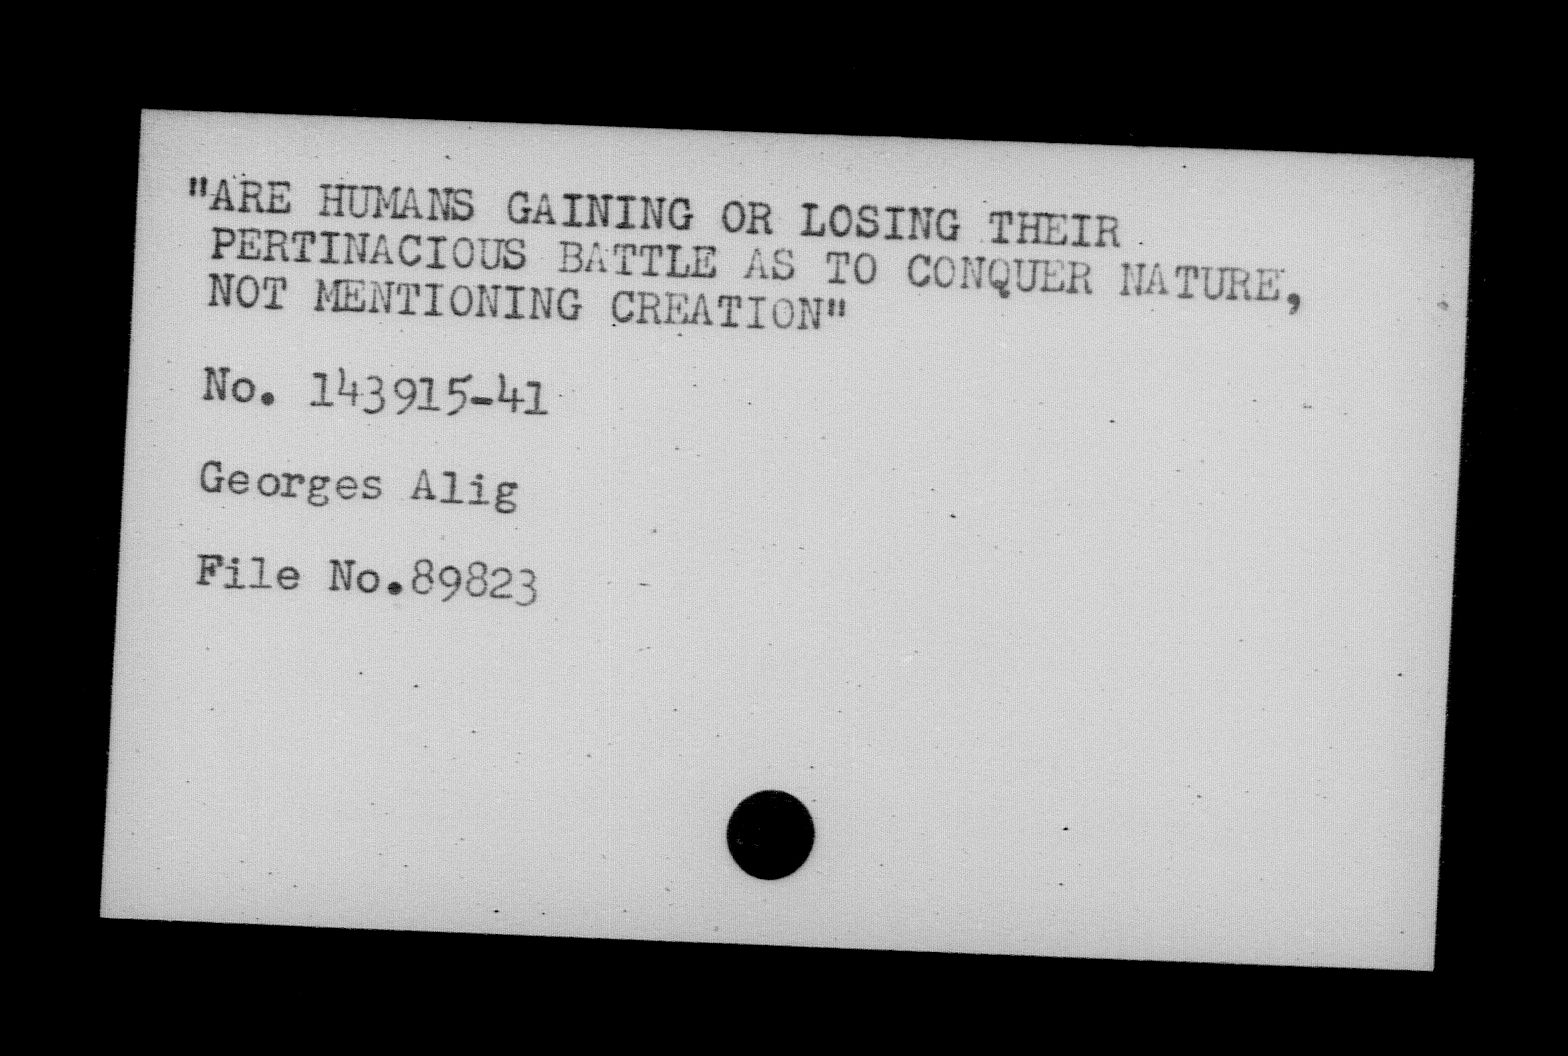 "ARE HUMANS GAINING OR LOSING THEIR
PERTINACIOUS BATTLE AS TO CONQUER NATURE,
NOT MENTIONING CREATION"
No. 143915-41
Georges Alig
File No.89823